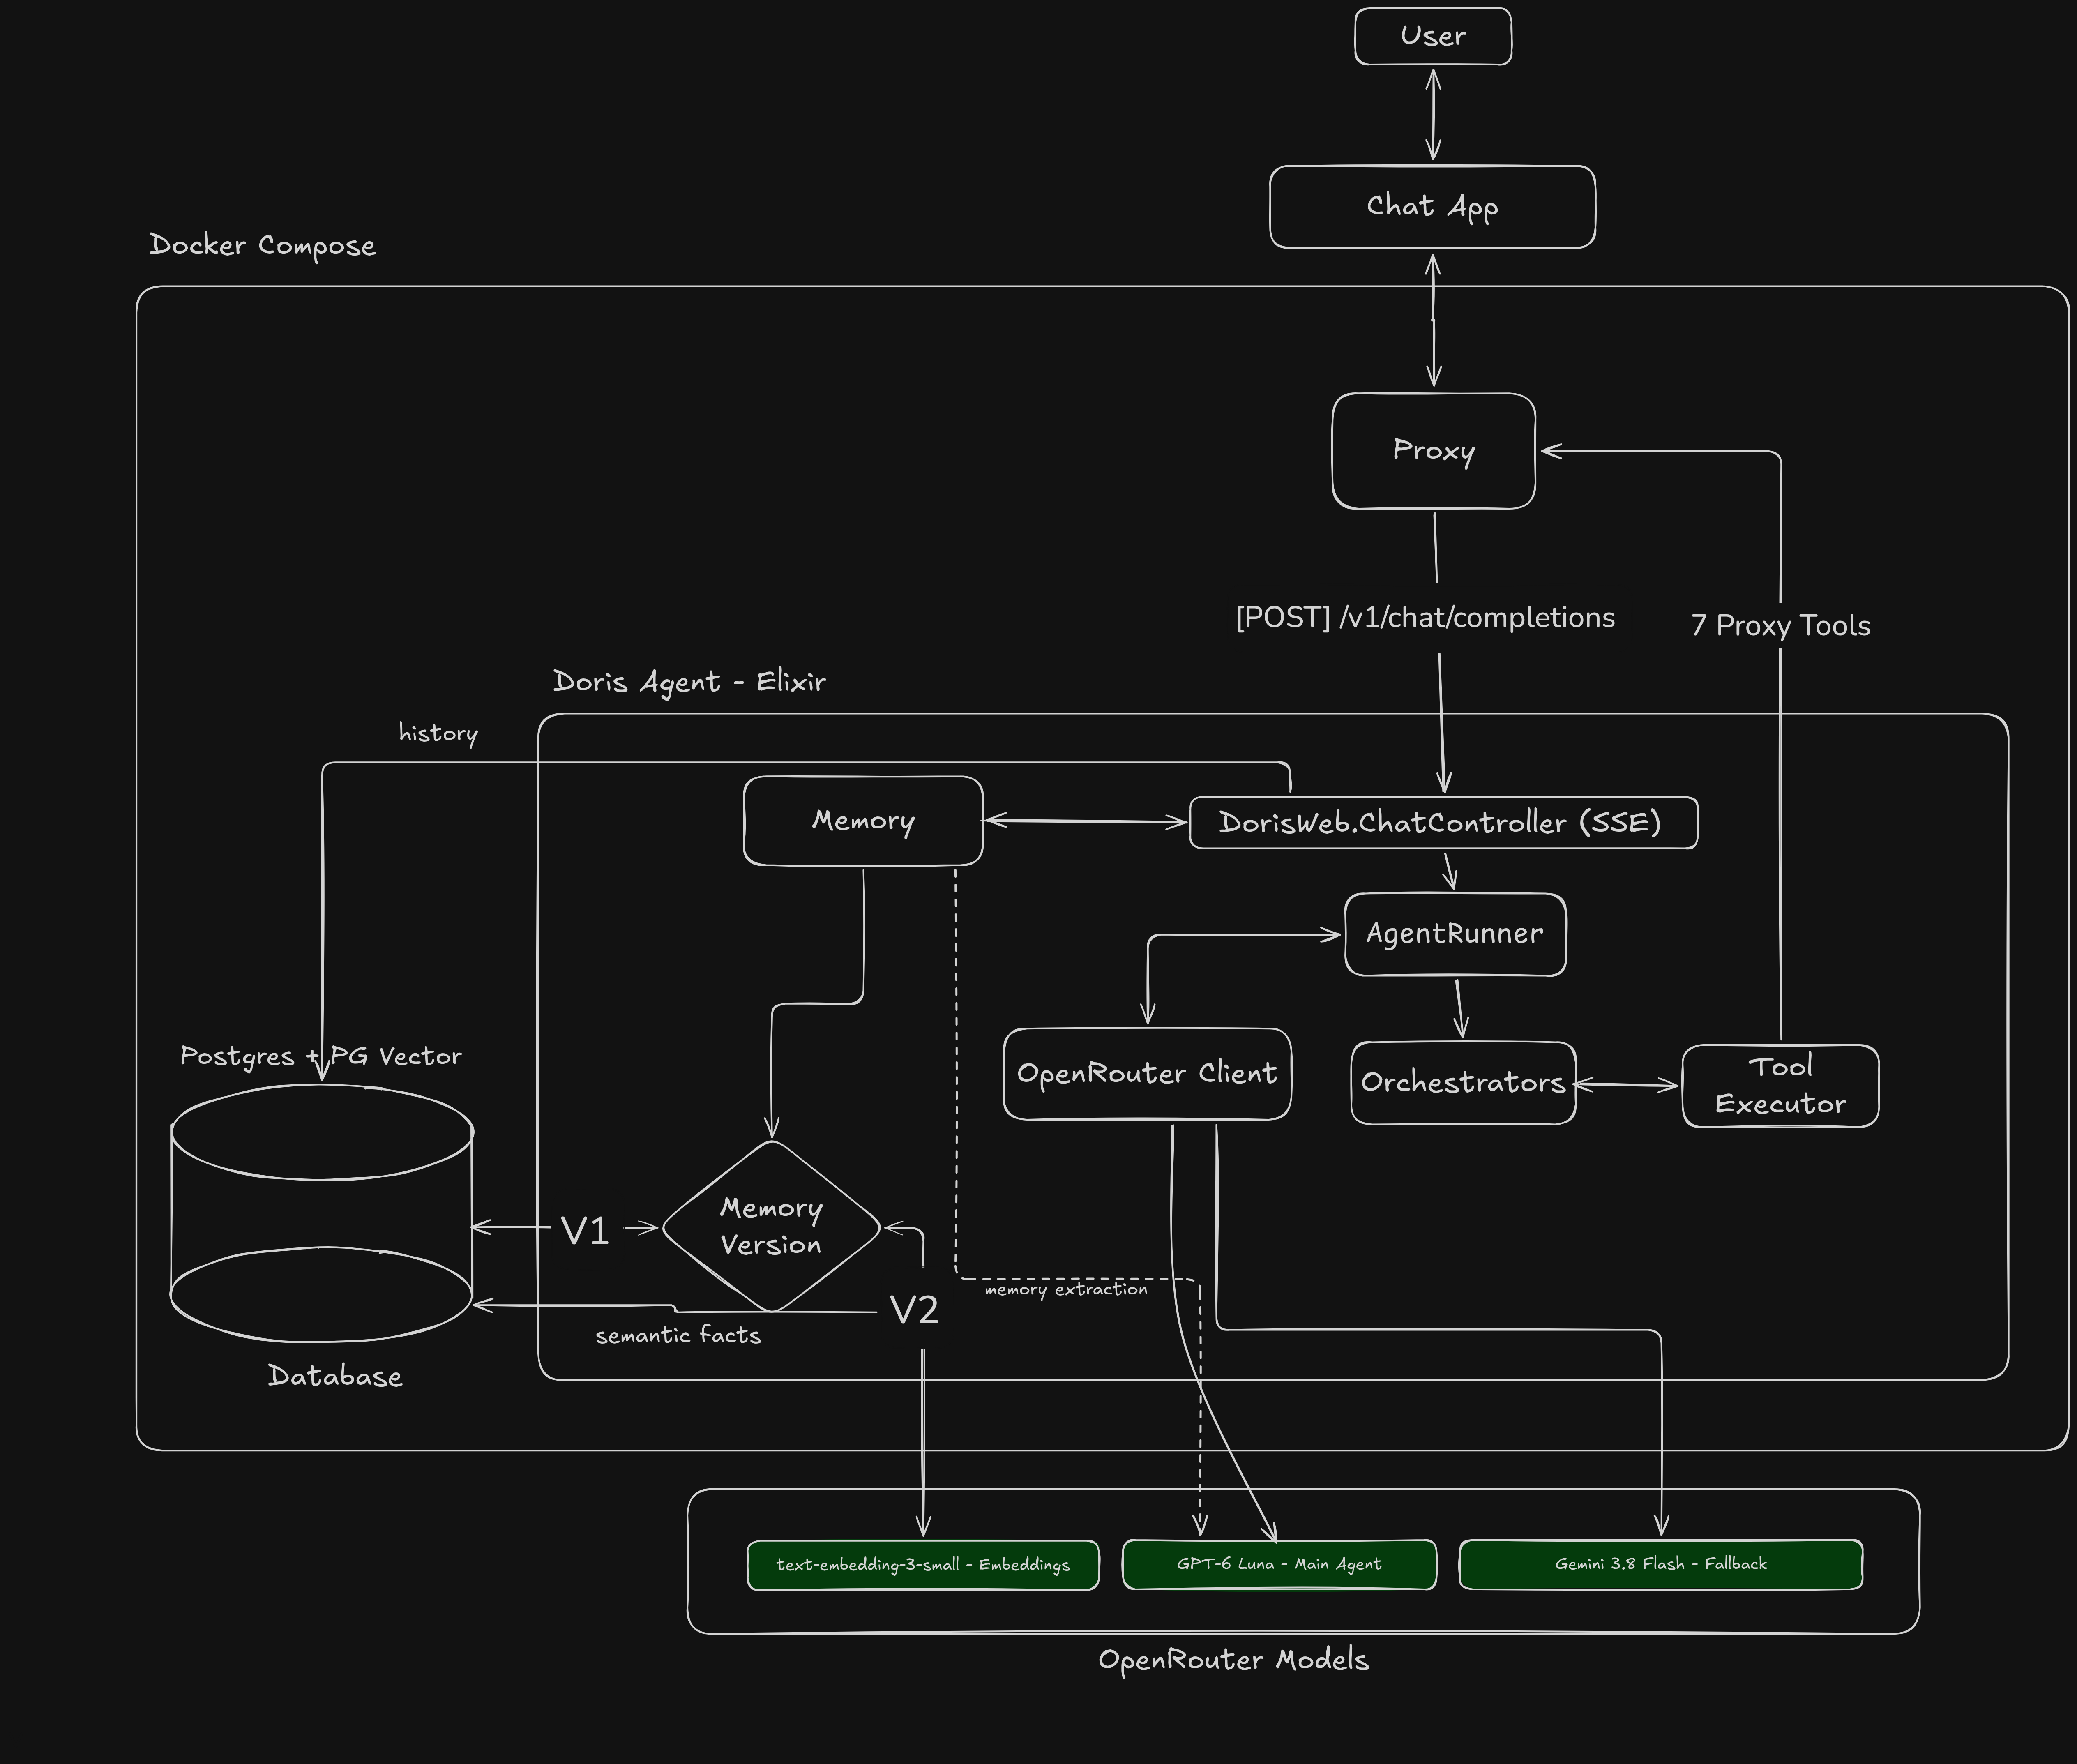 User
Chat App
Docker Compose
Proxy
[POST] /v1/chat/completions
7 Proxy Tools
Doris Agent - Elixir
history
Memory
DorisWeb.ChatController (SSE)
AgentRunner
Postgres + PG Vector
OpenRouter Client
Orchestrators
Tool
Executor
V1
Memory
Version
memory extraction
V2
semantic facts
Database
text-embedding-3-small - Embeddings
GPT-6 Luna - Main Agent
Gemini 3.8 Flash - Fallback
OpenRouter Models